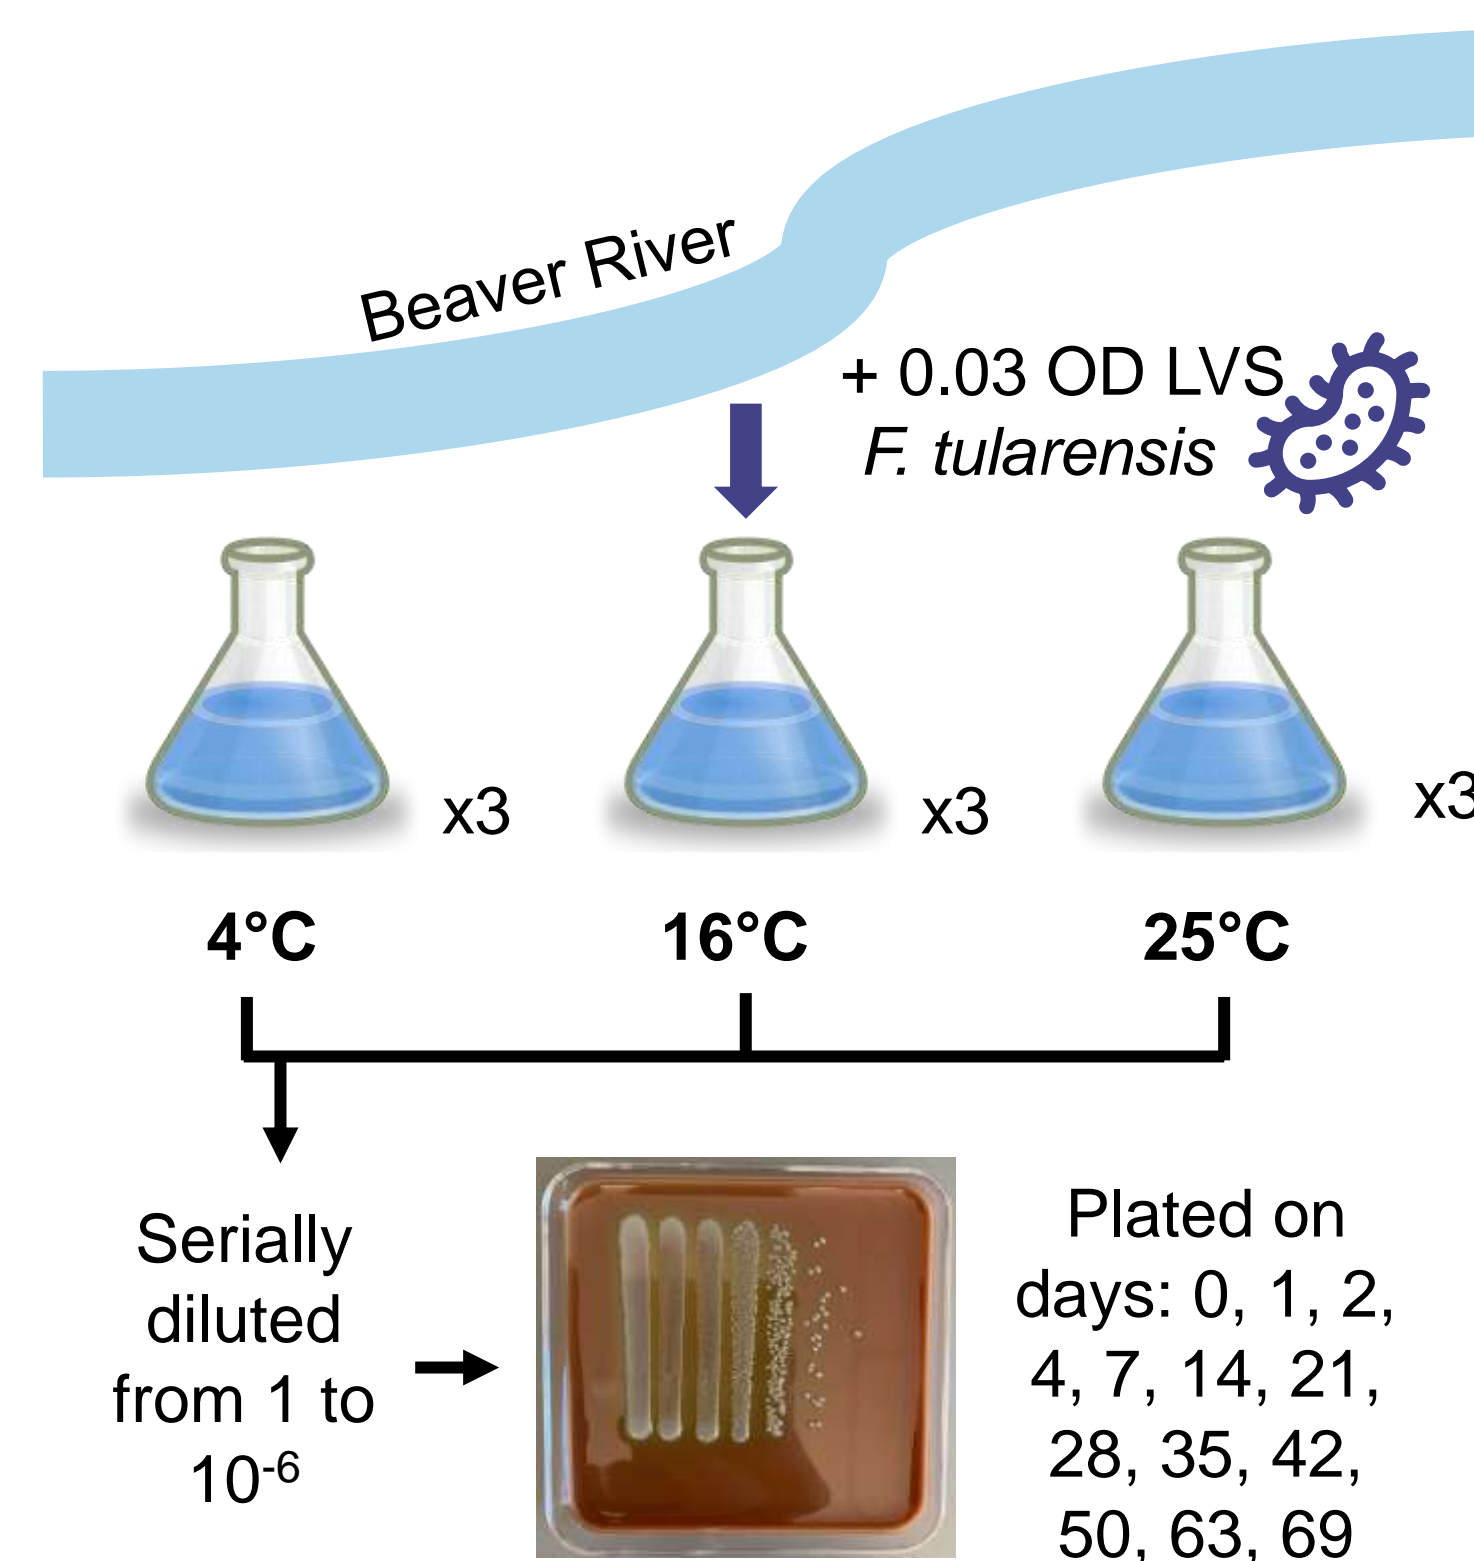 Beaver River
+ 0.03 OD LVS
F. tularensis
x3
x3
x3
4°C
16°C
25°C
Serially
diluted
from 1 to
10⁻⁶
Plated on
days: 0, 1, 2,
4, 7, 14, 21,
28, 35, 42,
50, 63, 69